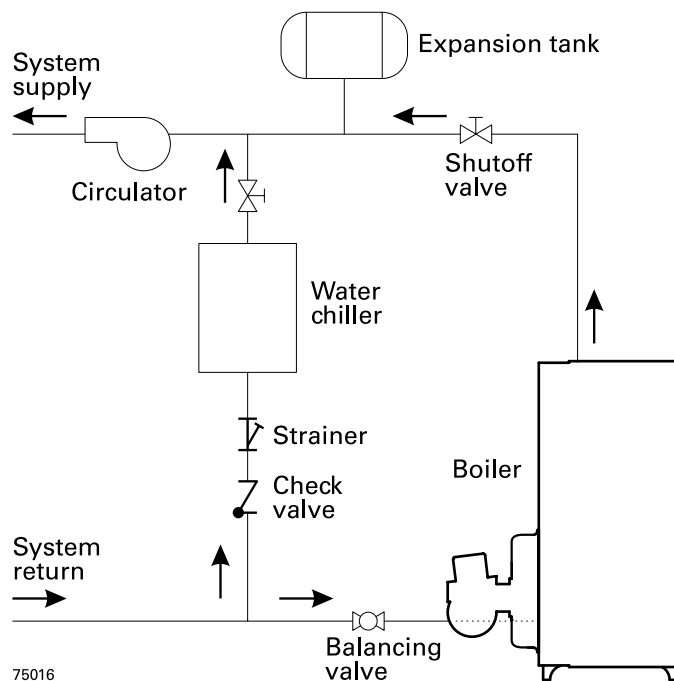 Expansion tank
System
supply
Circulator
Shutoff
valve
Water
chiller
Strainer
Check
valve
Boiler
System
return
Balancing
valve
75016